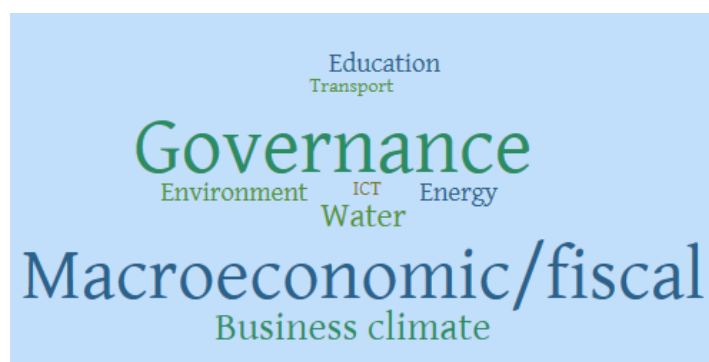 Education
Transport
Governance
Environment ICT Energy
Water
Macroeconomic/fiscal
Business climate